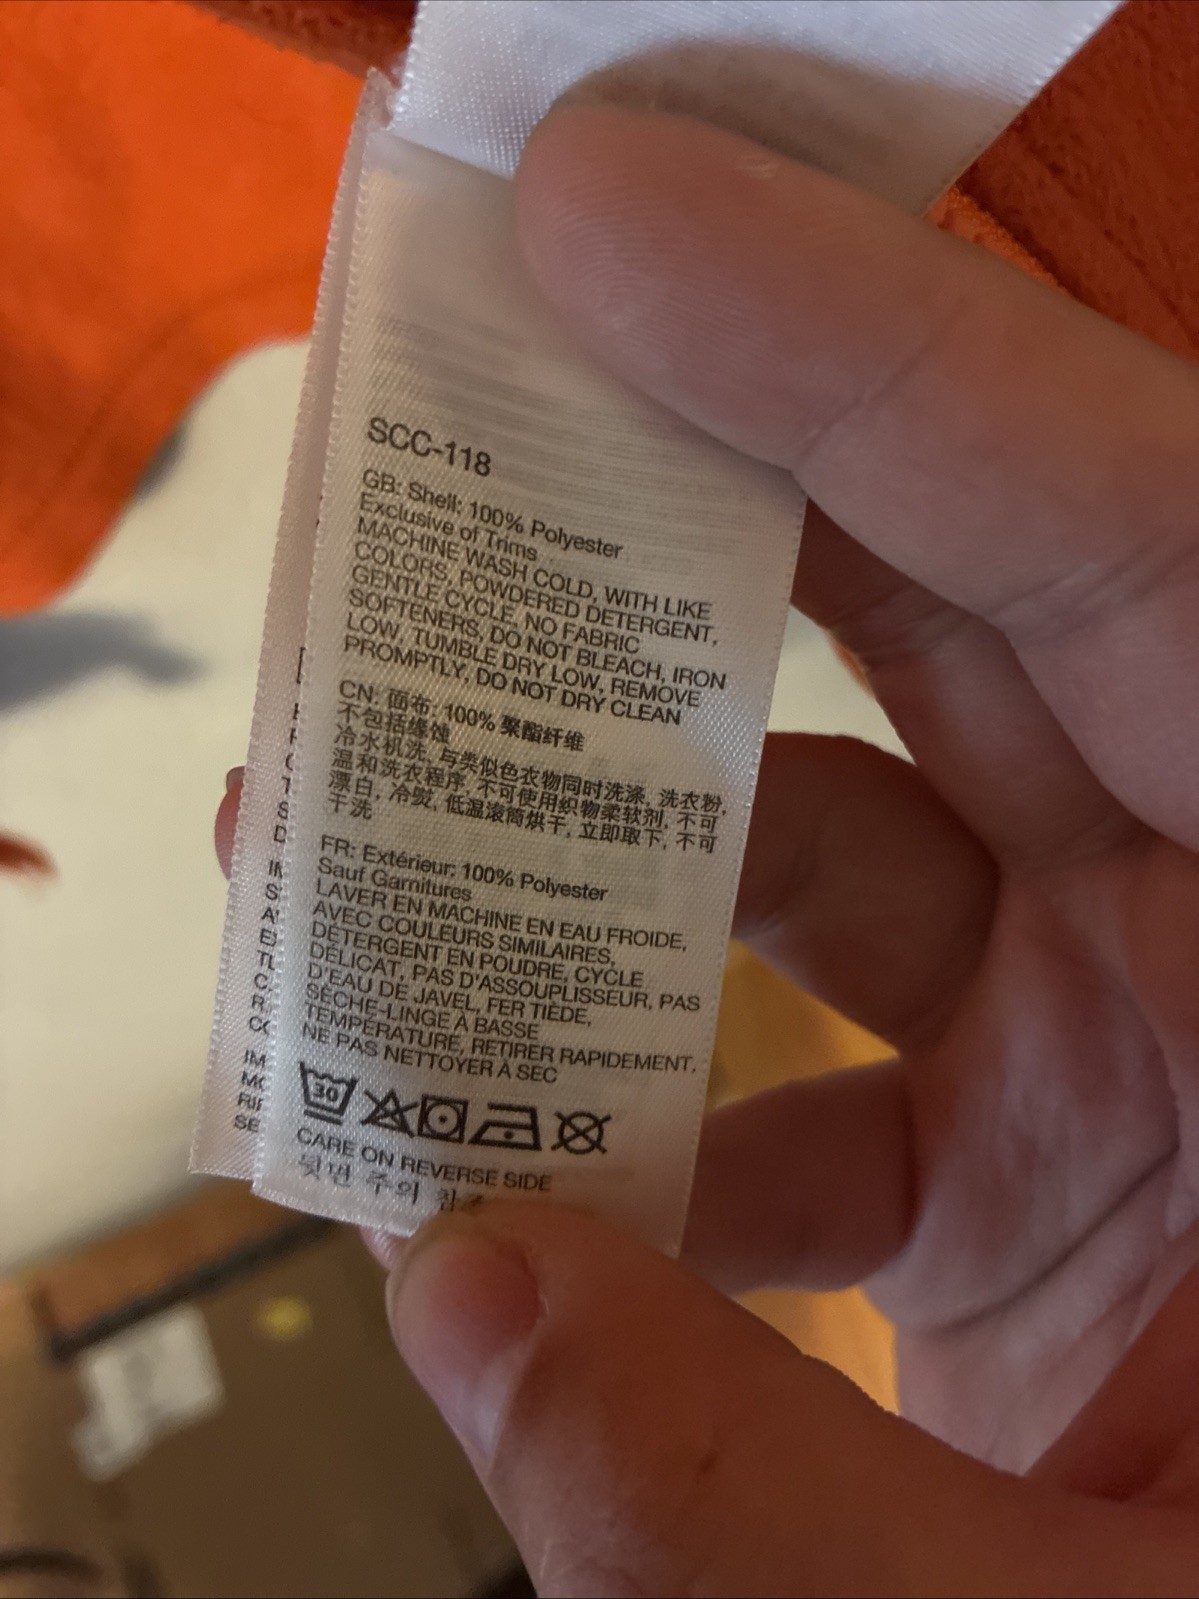 SCC-118
GB: Shell: 100% Polyester
Exclusive of Trims
MACHINE WASH COLD, WITH LIKE
COLORS, POWDERED DETERGENT,
GENTLE CYCLE, NO FABRIC
SOFTENERS, DO NOT BLEACH, IRON
LOW, TUMBLE DRY LOW, REMOVE
PROMPTLY, DO NOT DRY CLEAN
CN: 面布: 100% 聚酯纤维
不包括缘蚀
冷水机洗, 与类似色衣物同时洗涤, 洗衣粉,
温和洗衣程序, 不可使用织物柔软剂, 不可
漂白, 冷熨, 低温滚筒烘干, 立即取下, 不可
干洗
FR: Extérieur: 100% Polyester
Sauf Garnitures
LAVER EN MACHINE EN EAU FROIDE,
AVEC COULEURS SIMILAIRES,
DÉTERGENT EN POUDRE, CYCLE
DÉLICAT, PAS D'ASSOUPLISSEUR, PAS
D'EAU DE JAVEL, FER TIÈDE,
SÈCHE-LINGE À BASSE
TEMPÉRATURE, RETIRER RAPIDEMENT,
NE PAS NETTOYER À SEC
30
CARE ON REVERSE SIDE
뒷면 주의